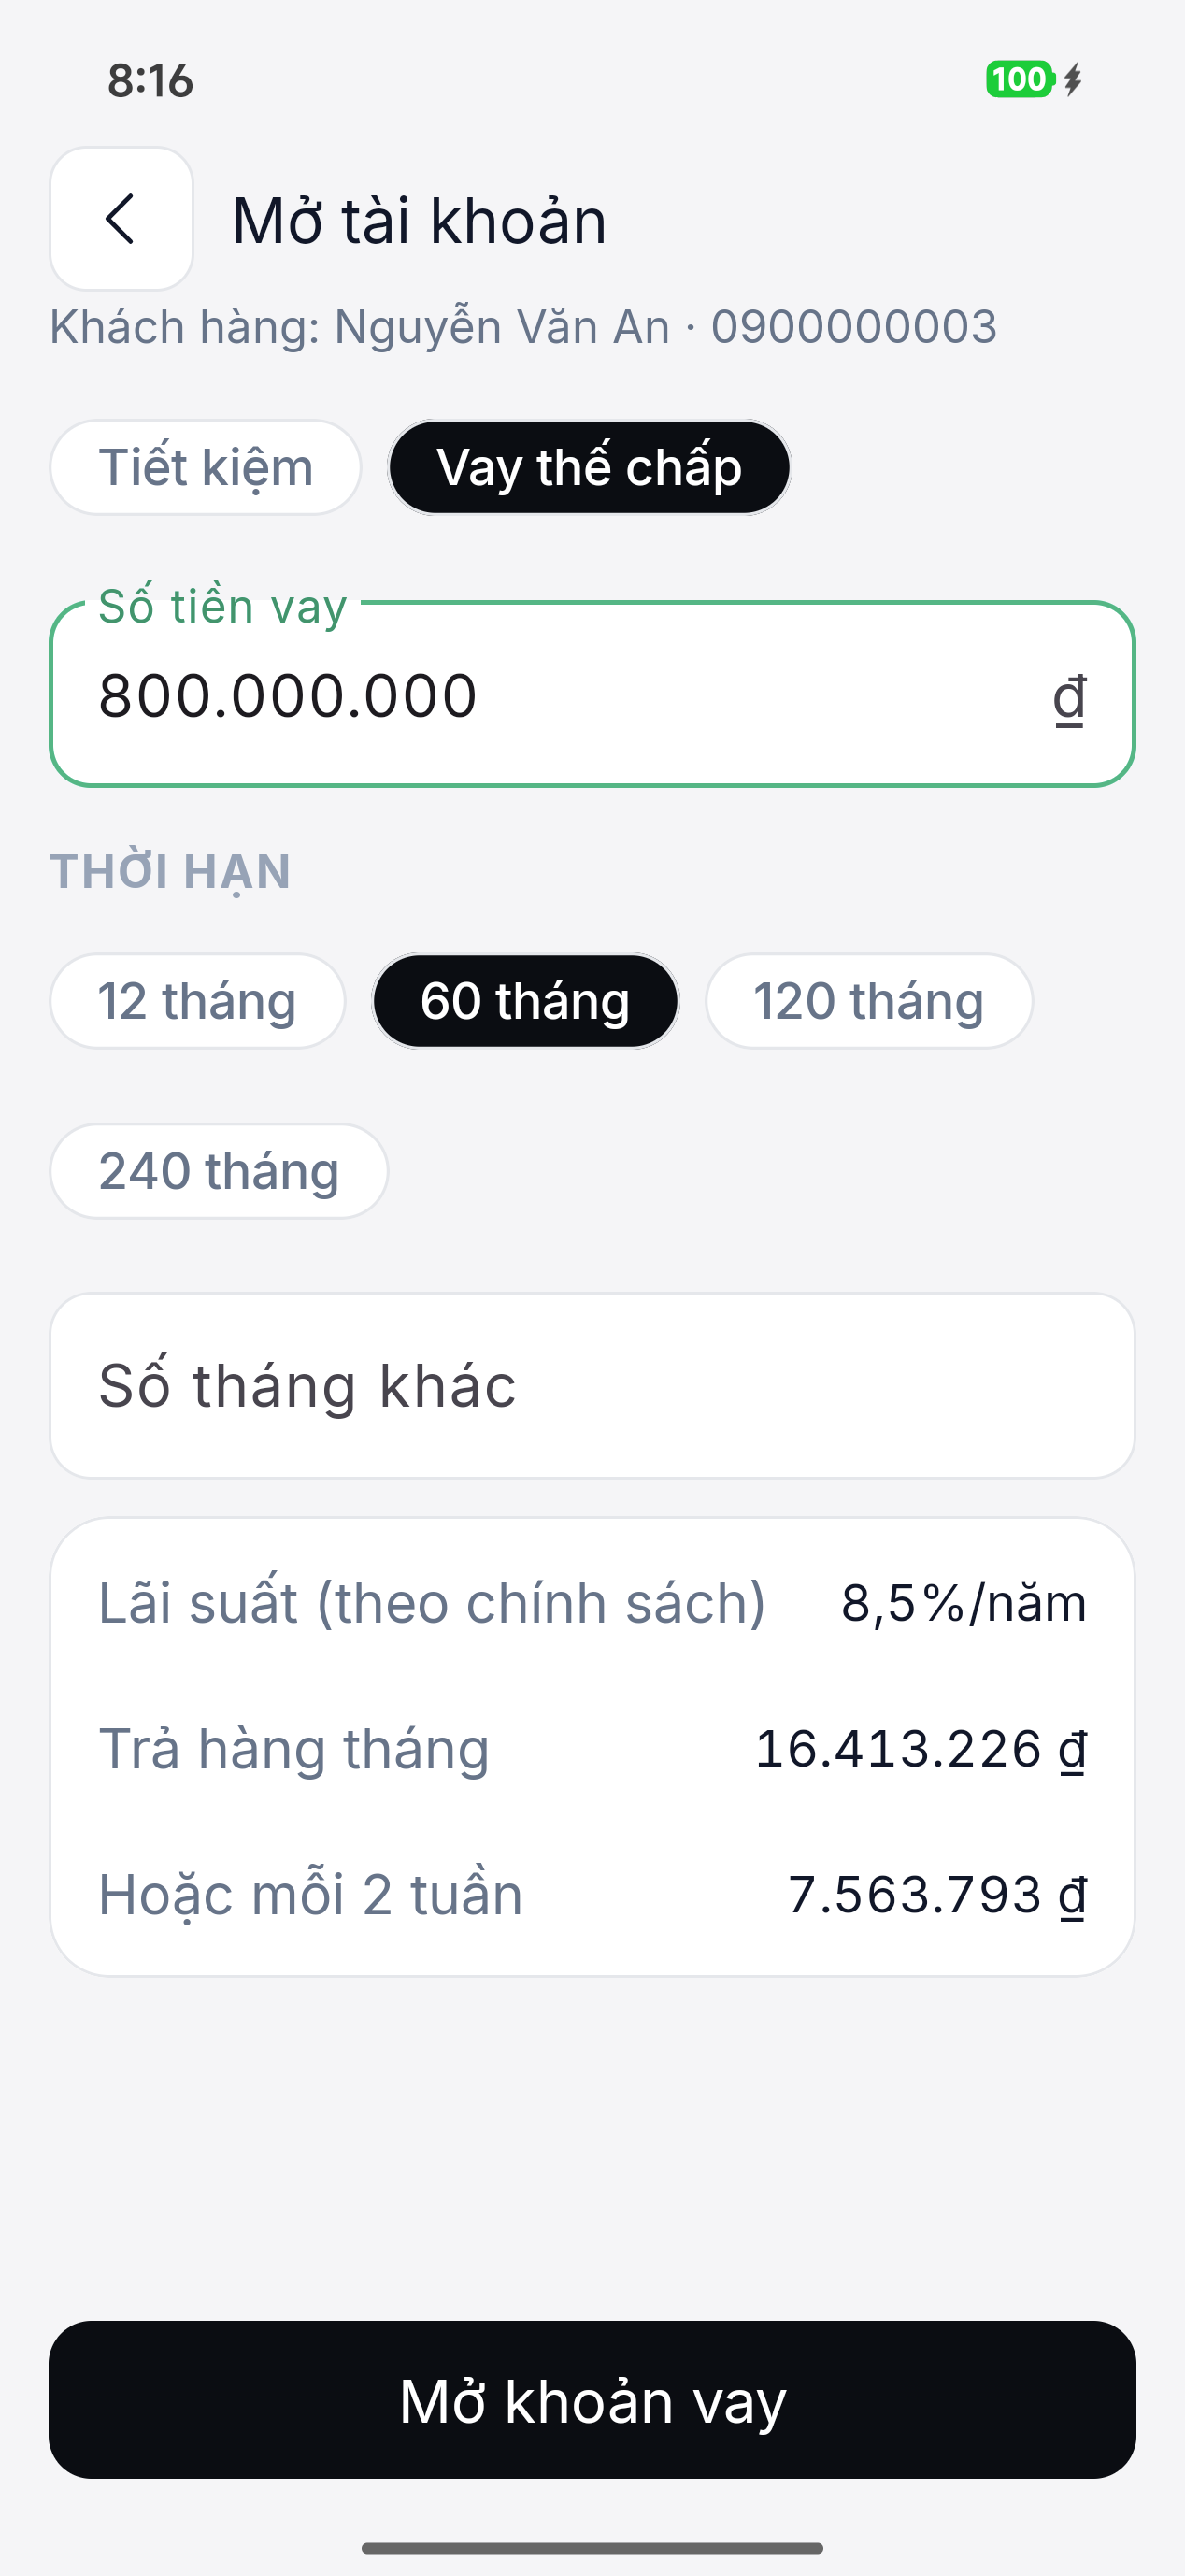 8:16
100
Mở tài khoản
Khách hàng: Nguyễn Văn An · 0900000003
Tiết kiệm Vay thế chấp
Số tiền vay
800.000.000 ₫
THỜI HẠN
12 tháng 60 tháng 120 tháng
240 tháng
Số tháng khác
Lãi suất (theo chính sách) 8,5%/năm
Trả hàng tháng 16.413.226 ₫
Hoặc mỗi 2 tuần 7.563.793 ₫
Mở khoản vay